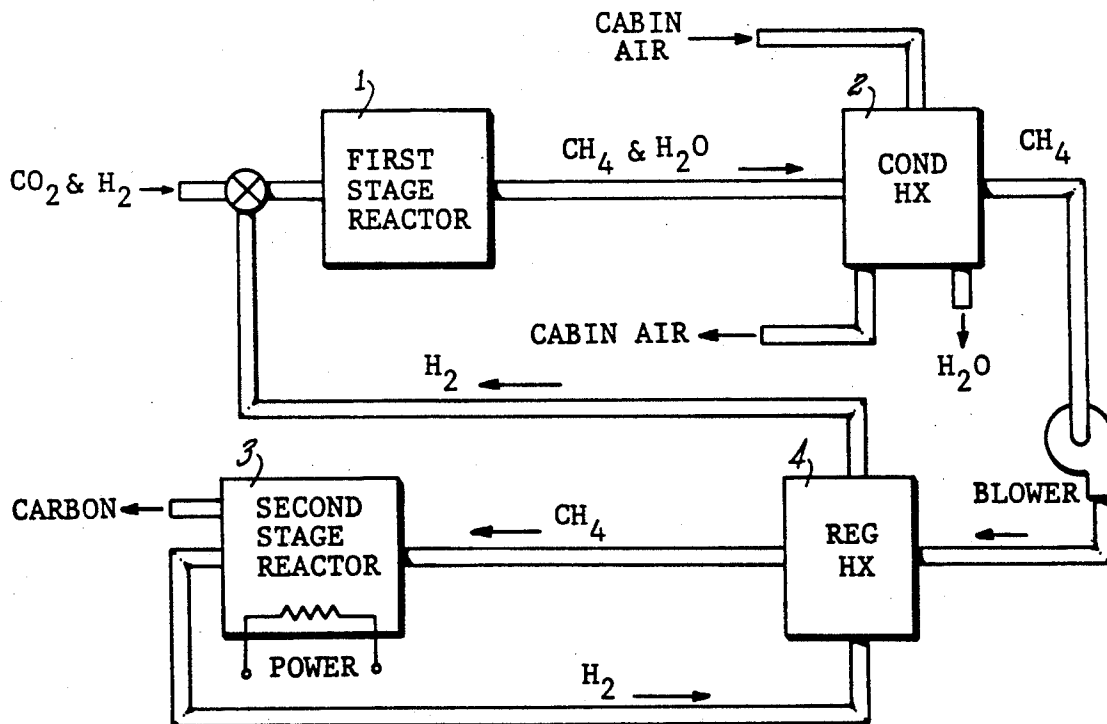 CABIN
AIR
1
2
FIRST
STAGE
REACTOR
CH₄ & H₂O
COND
HX
CH₄
CO₂ & H₂
CABIN AIR
H₂O
H₂
3
4
CARBON
SECOND
STAGE
REACTOR
CH₄
REG
HX
BLOWER
POWER
H₂